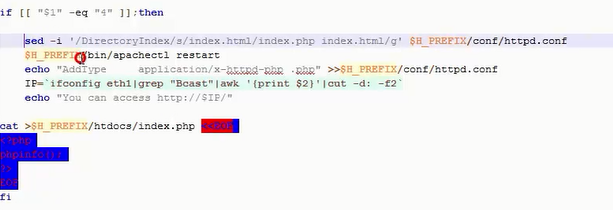 if [[ "$1" -eq "4" ]];then
sed -i '/DirectoryIndex/s/index.html/index.php index.html/g' $H_PREFIX/conf/httpd.conf
$H_PREFIX/bin/apachectl restart
echo "AddType application/x-httpd-php .php" >>$H_PREFIX/conf/httpd.conf
IP=`ifconfig eth1|grep "Bcast"|awk '{print $2}'|cut -d: -f2`
echo "You can access http://$IP/"
cat >$H_PREFIX/htdocs/index.php <<EOF
<?php
phpinfo();
?>
EOF
fi